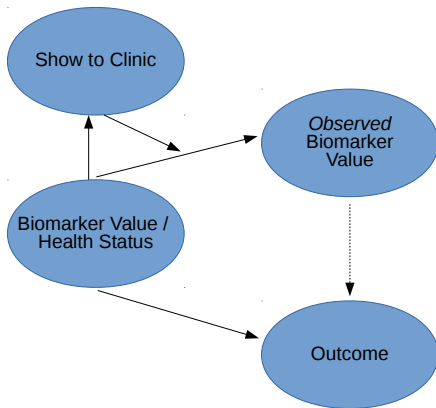 Show to Clinic
Observed
Biomarker
Value
Biomarker Value /
Health Status
Outcome